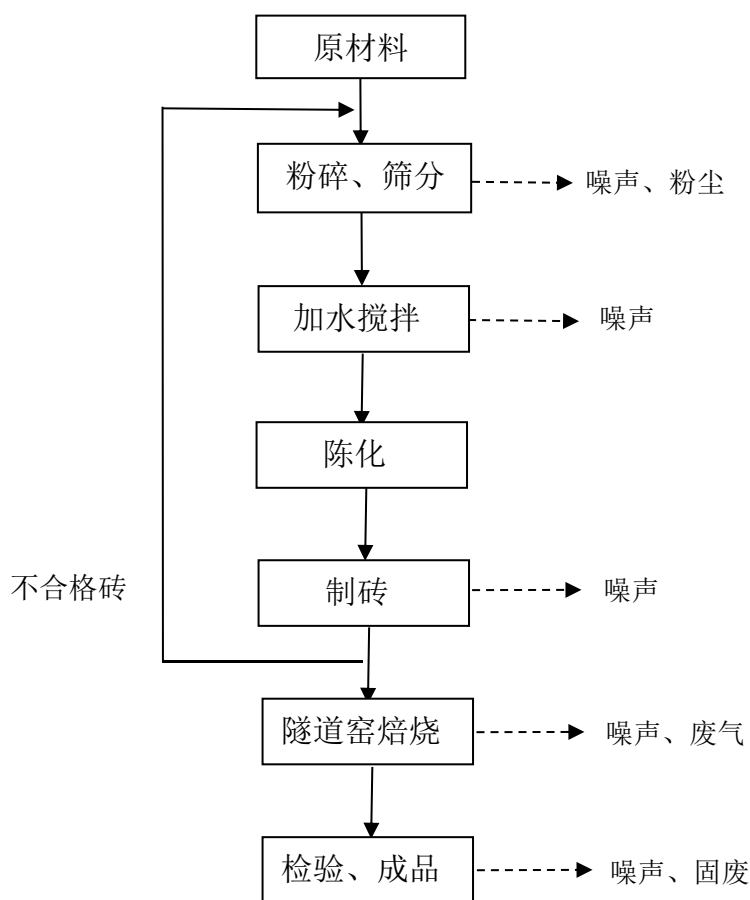 原材料
粉碎、筛分
噪声、粉尘
加水搅拌
噪声
陈化
不合格砖
制砖
噪声
隧道窑焙烧
噪声、废气
检验、成品
噪声、固废